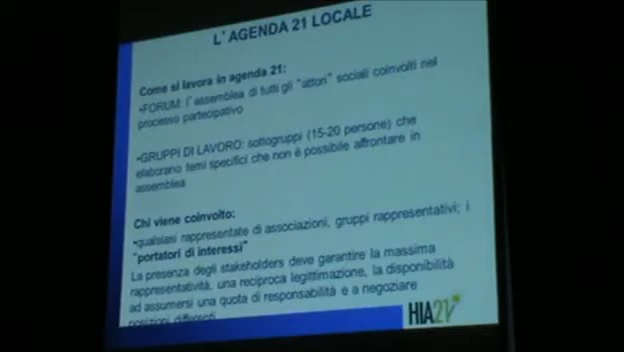 L' AGENDA 21 LOCALE
Come si lavora in agenda 21:
•FORUM: l' assemblea di tutti gli "attori" sociali coinvolti nel
processo partecipativo
•GRUPPI DI LAVORO: sottogruppi (15-20 persone) che
elaborano temi specifici che non è possibile affrontare in
assemblea
Chi viene coinvolto:
•qualsiasi rappresentate di associazioni, gruppi rappresentativi; i
"portatori di interessi"
La presenza degli stakeholders deve garantire la massima
rappresentatività, una reciproca legittimazione, la disponibilità
ad assumersi una quota di responsabilità e a negoziare
posizioni differenti
HIA21